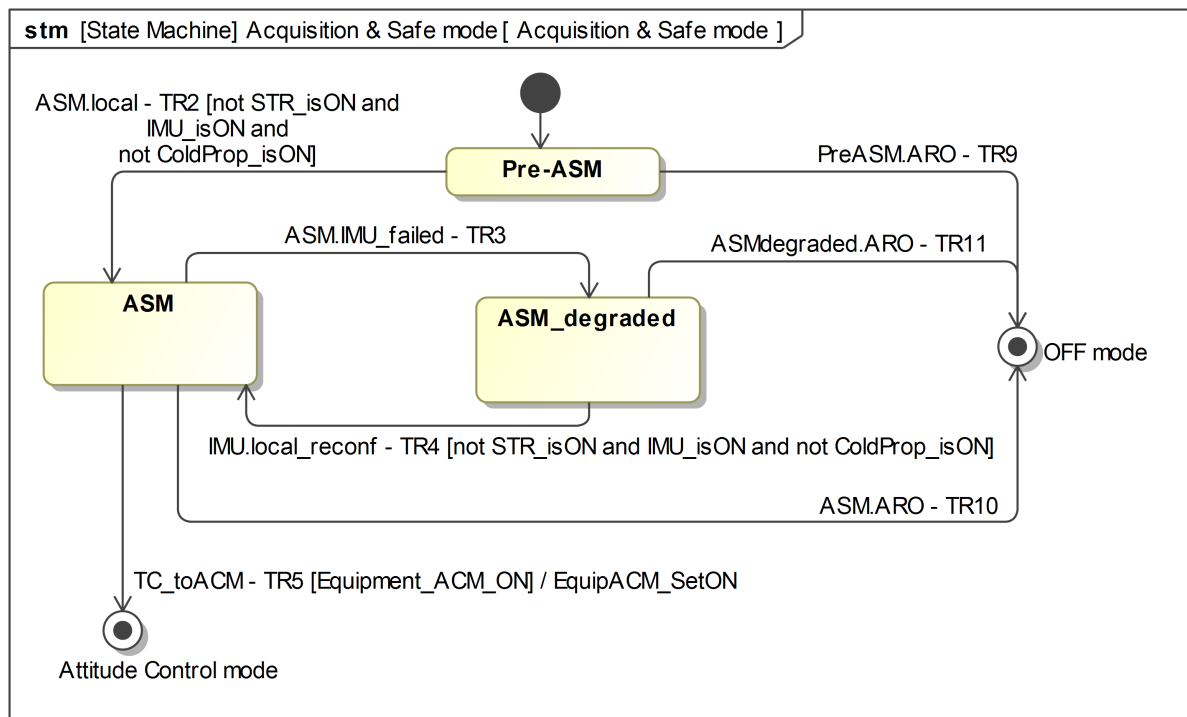 stm [State Machine] Acquisition & Safe mode [ Acquisition & Safe mode ]
ASM.local - TR2 [not STR_isON and
IMU_isON and
not ColdProp_isON]
Pre-ASM
PreASM.ARO - TR9
ASM.IMU_failed - TR3
ASMdegraded.ARO - TR11
ASM
ASM_degraded
OFF mode
IMU.local_reconf - TR4 [not STR_isON and IMU_isON and not ColdProp_isON]
ASM.ARO - TR10
TC_toACM - TR5 [Equipment_ACM_ON] / EquipACM_SetON
Attitude Control mode